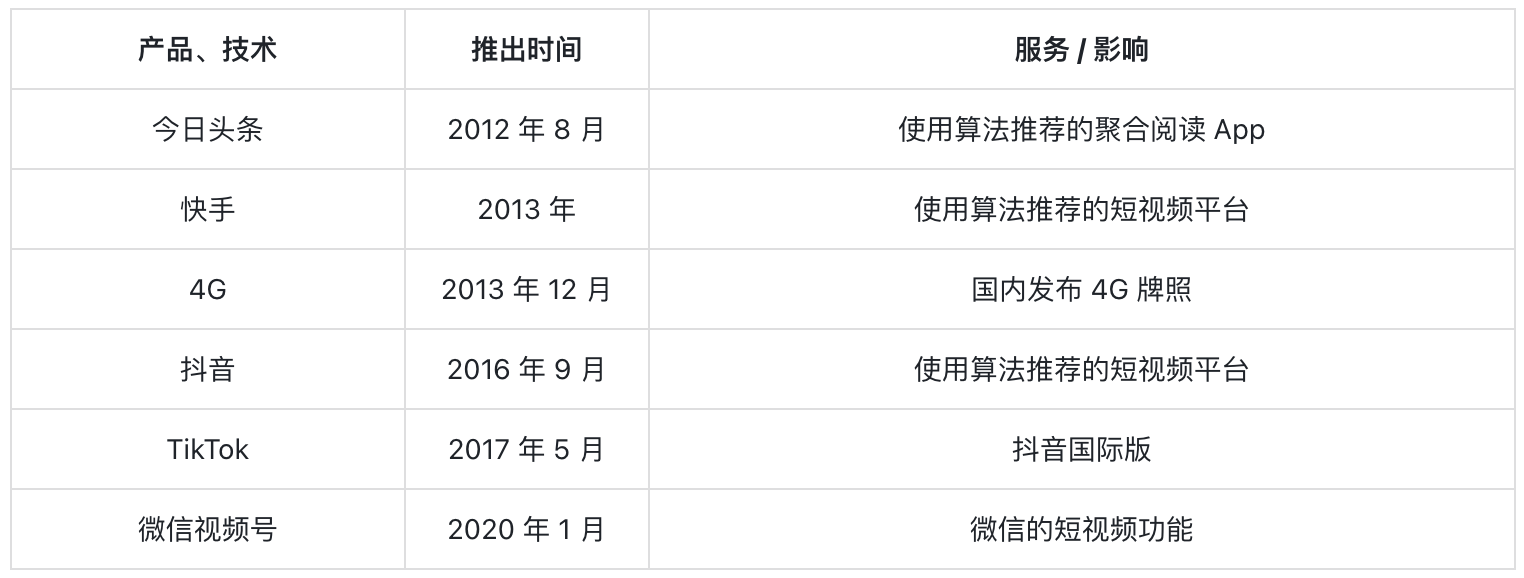 产品、技术 推出时间 服务 / 影响
今日头条 2012 年 8 月 使用算法推荐的聚合阅读 App
快手 2013 年 使用算法推荐的短视频平台
4G 2013 年 12 月 国内发布 4G 牌照
抖音 2016 年 9 月 使用算法推荐的短视频平台
TikTok 2017 年 5 月 抖音国际版
微信视频号 2020 年 1 月 微信的短视频功能